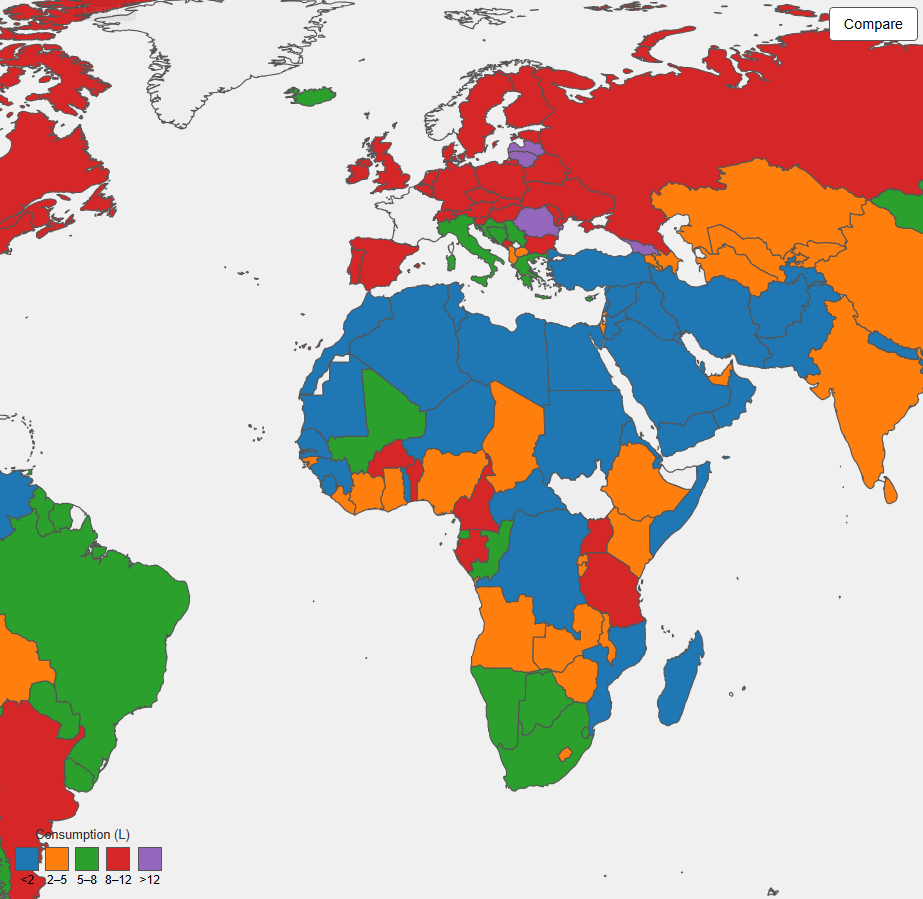 Compare
Consumption (L)
<2 2–5 5–8 8–12 >12